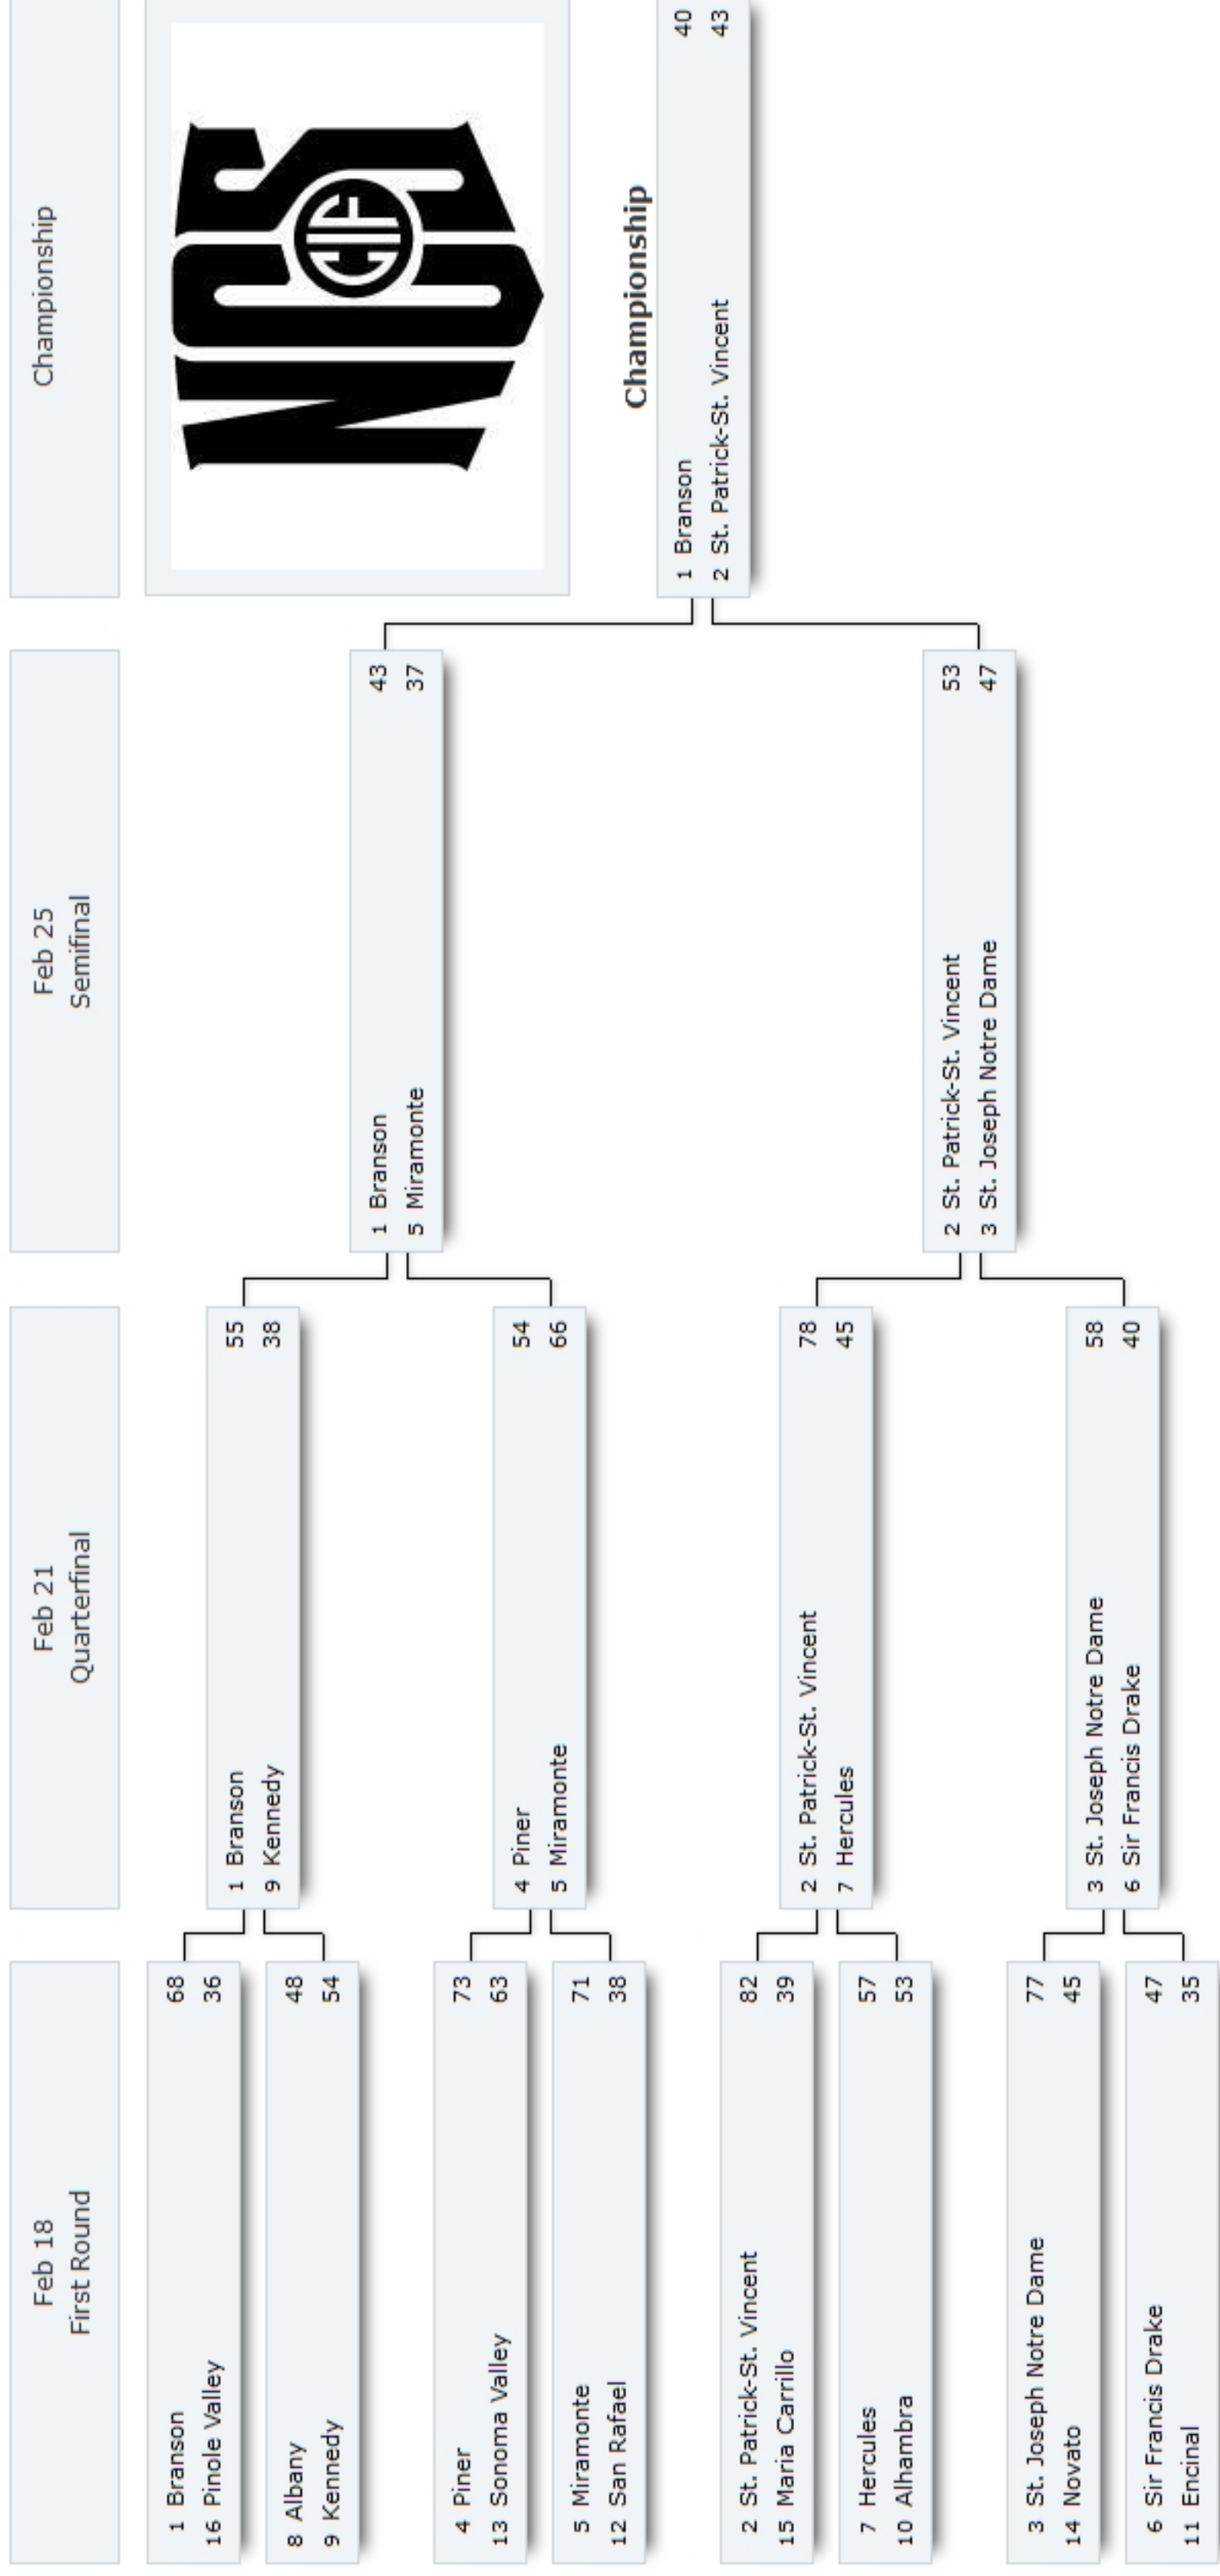 Feb 18
First Round
Feb 21
Quarterfinal
Feb 25
Semifinal
Championship
1 Branson 68
16 Pinole Valley 36
8 Albany 48
9 Kennedy 54
4 Piner 73
13 Sonoma Valley 63
5 Miramonte 71
12 San Rafael 38
2 St. Patrick-St. Vincent 82
15 Maria Carrillo 39
7 Hercules 57
10 Alhambra 53
3 St. Joseph Notre Dame 77
14 Novato 45
6 Sir Francis Drake 47
11 Encinal 35
1 Branson 55
9 Kennedy 38
4 Piner 54
5 Miramonte 66
2 St. Patrick-St. Vincent 78
7 Hercules 45
3 St. Joseph Notre Dame 58
6 Sir Francis Drake 40
1 Branson 43
5 Miramonte 37
2 St. Patrick-St. Vincent 53
3 St. Joseph Notre Dame 47
NCS
CIF
Championship
1 Branson 40
2 St. Patrick-St. Vincent 43